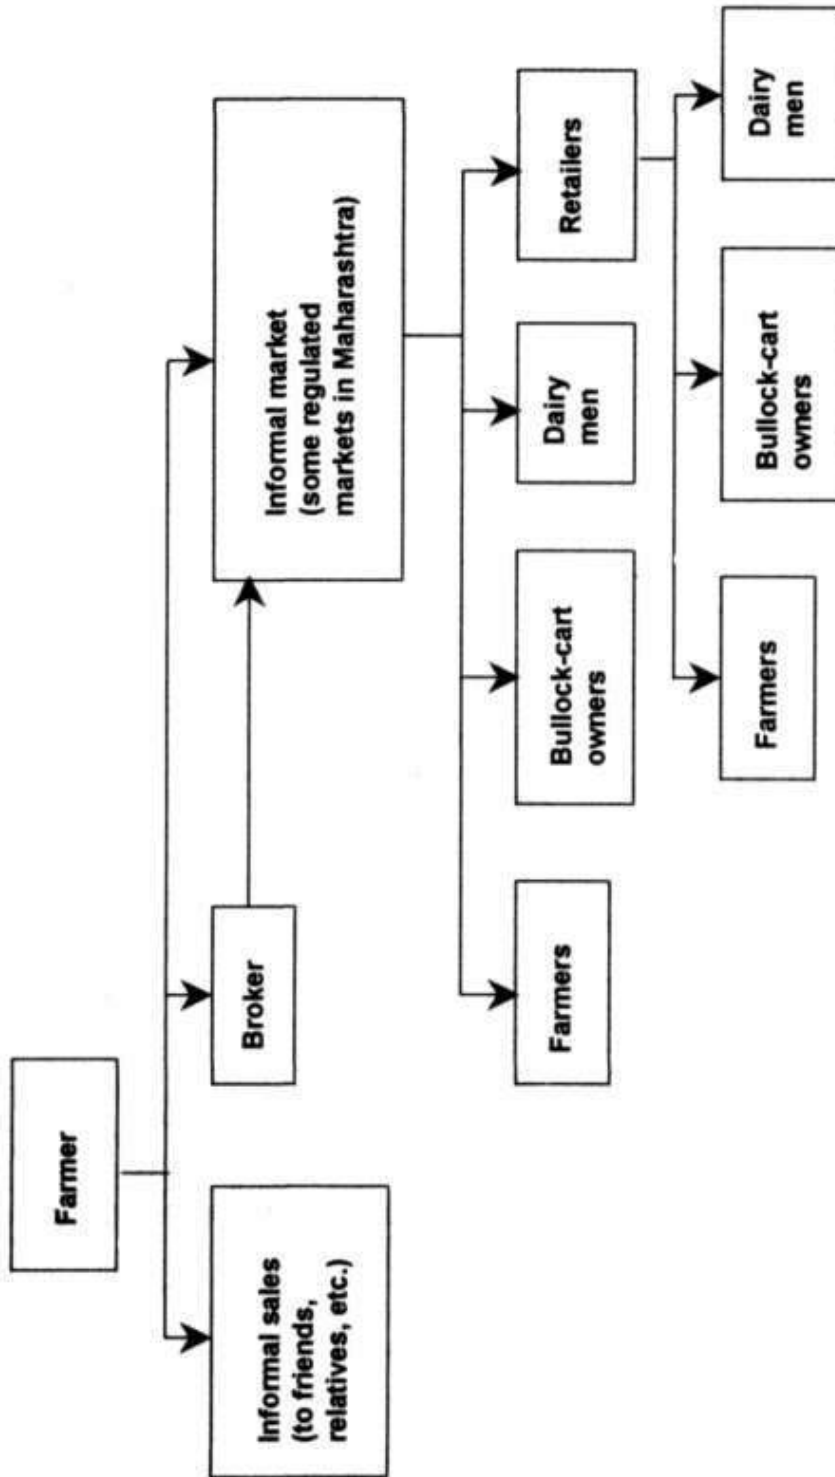 Farmer
Informal sales
(to friends,
relatives, etc.)
Broker
Informal market
(some regulated
markets in Maharashtra)
Farmers
Bullock-cart
owners
Dairy
men
Retailers
Farmers
Bullock-cart
owners
Dairy
men